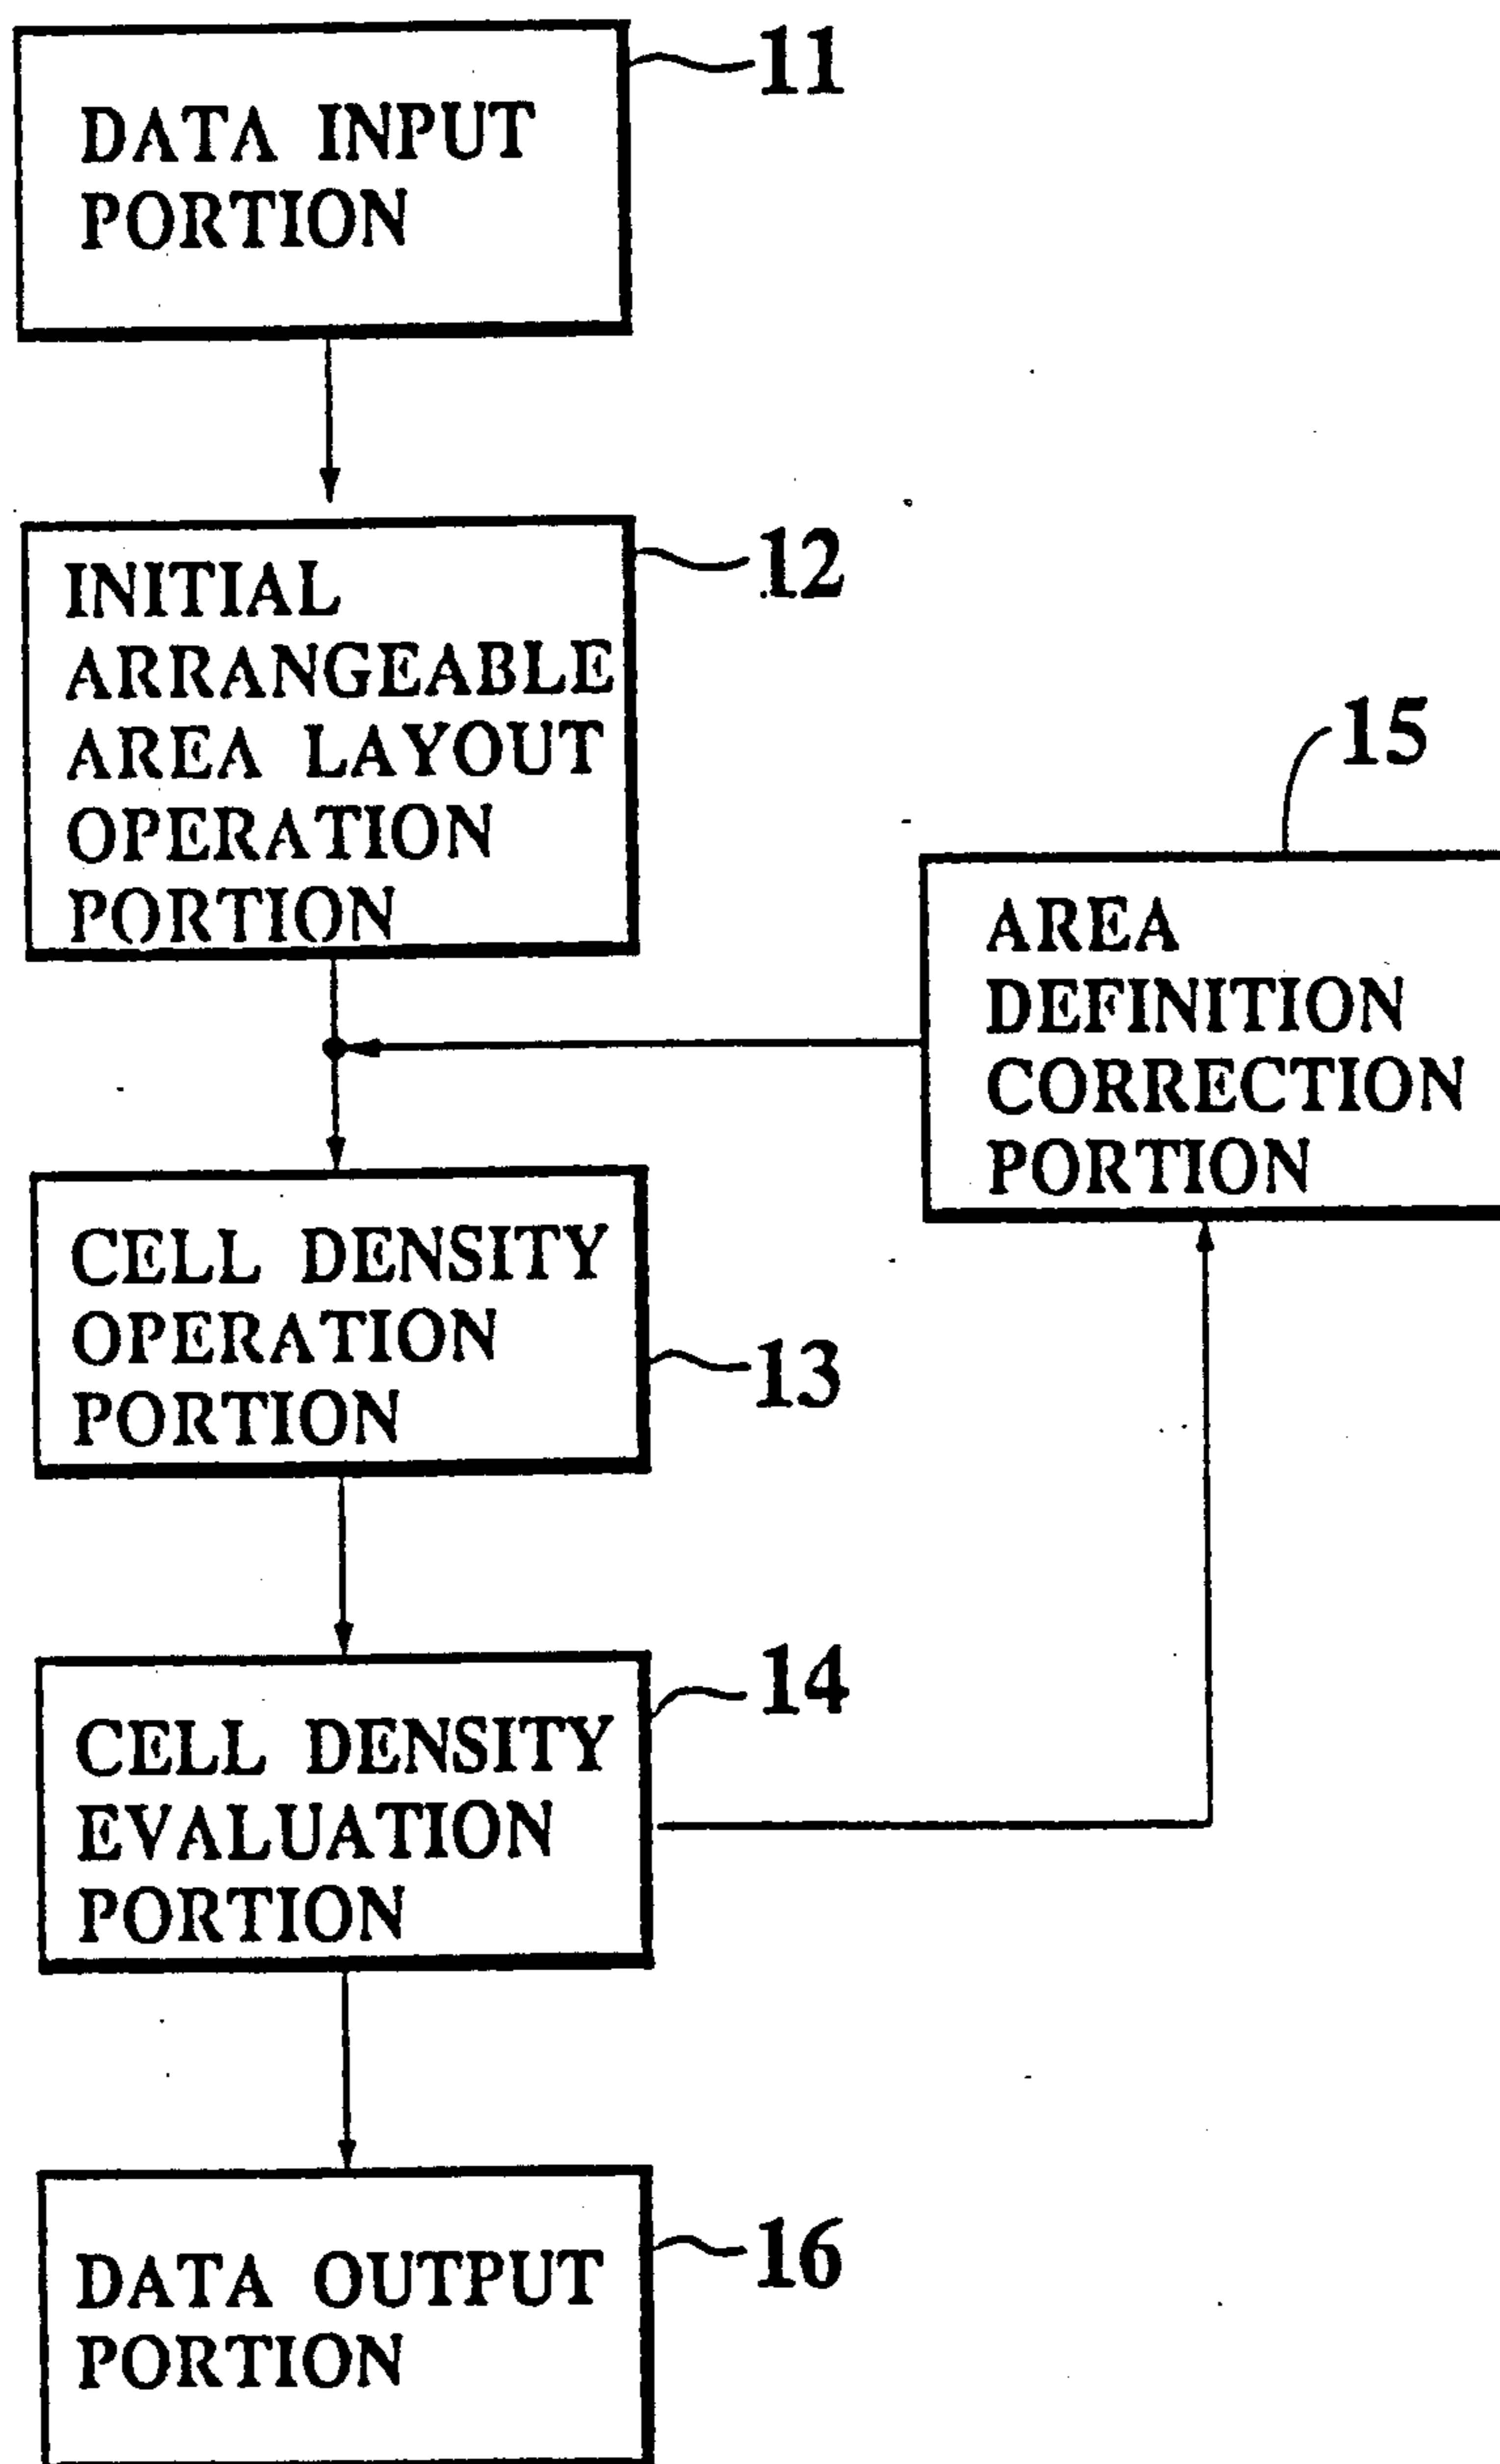 11
DATA INPUT
PORTION
12
INITIAL
ARRANGEABLE
AREA LAYOUT
OPERATION
PORTION
15
AREA
DEFINITION
CORRECTION
PORTION
CELL DENSITY
OPERATION
PORTION
13
14
CELL DENSITY
EVALUATION
PORTION
16
DATA OUTPUT
PORTION